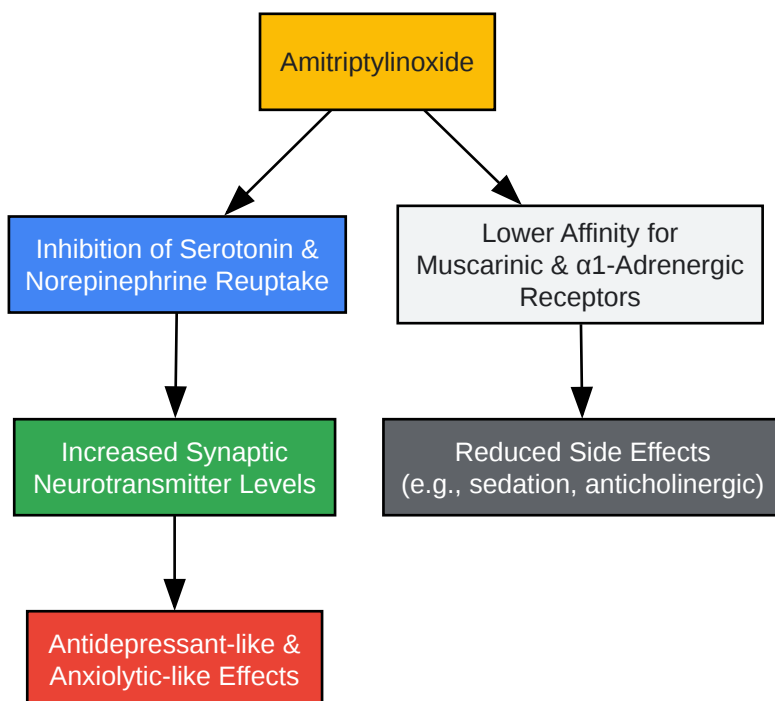 Amitriptylinoxide
Inhibition of Serotonin &
Norepinephrine Reuptake
Lower Affinity for
Muscarinic & α1-Adrenergic
Receptors
Increased Synaptic
Neurotransmitter Levels
Reduced Side Effects
(e.g., sedation, anticholinergic)
Antidepressant-like &
Anxiolytic-like Effects